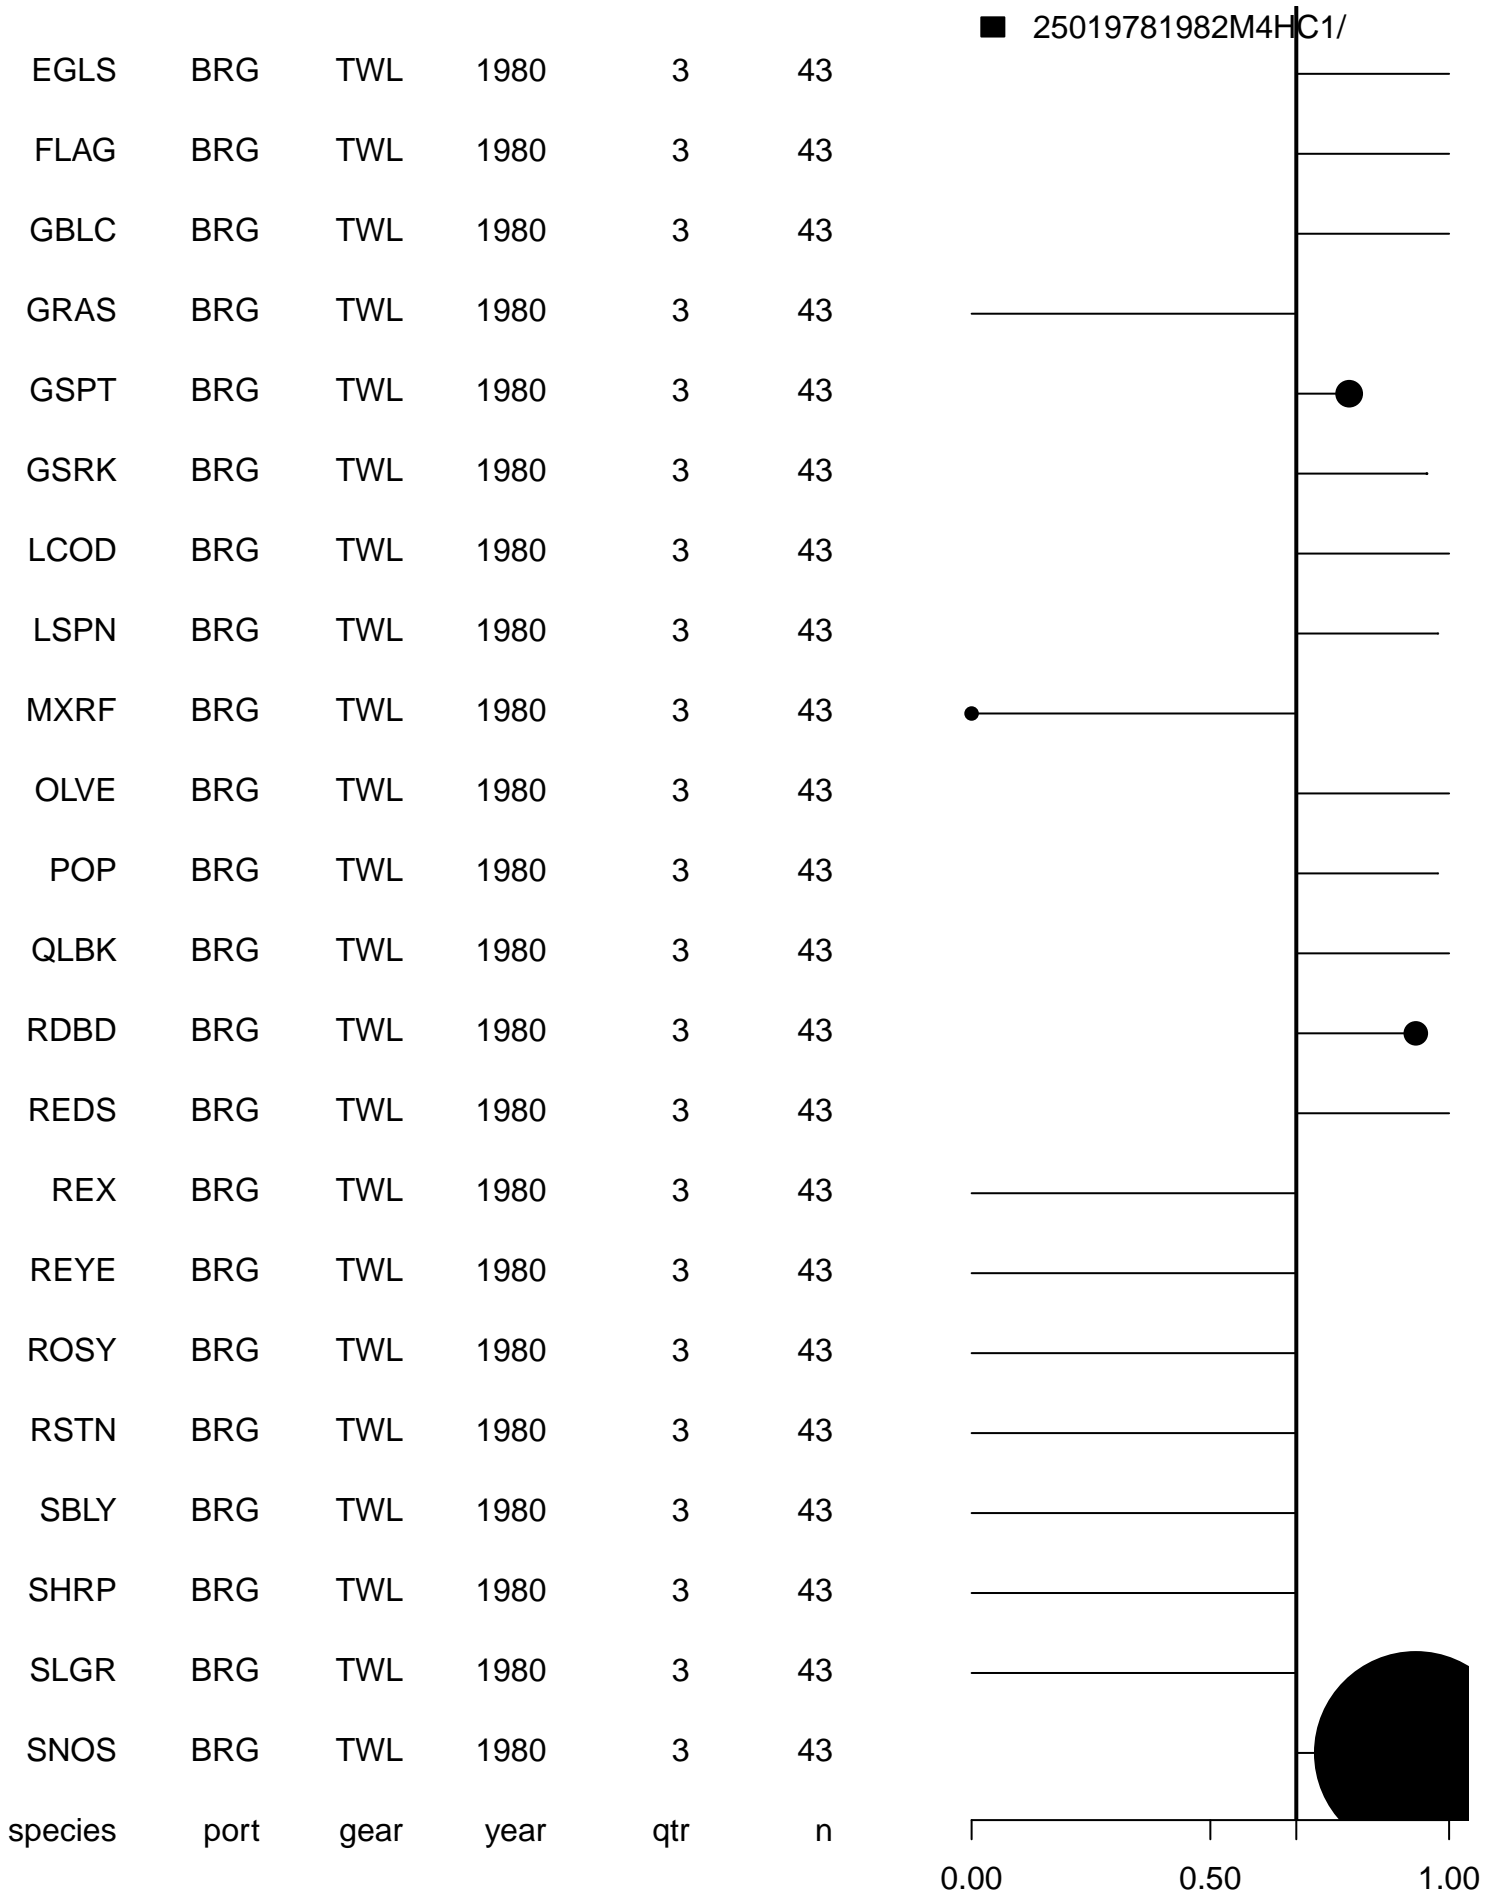 25019781982M4HC1/
EGLS BRG TWL 1980 3 43
FLAG BRG TWL 1980 3 43
GBLC BRG TWL 1980 3 43
GRAS BRG TWL 1980 3 43
GSPT BRG TWL 1980 3 43
GSRK BRG TWL 1980 3 43
LCOD BRG TWL 1980 3 43
LSPN BRG TWL 1980 3 43
MXRF BRG TWL 1980 3 43
OLVE BRG TWL 1980 3 43
POP BRG TWL 1980 3 43
QLBK BRG TWL 1980 3 43
RDBD BRG TWL 1980 3 43
REDS BRG TWL 1980 3 43
REX BRG TWL 1980 3 43
REYE BRG TWL 1980 3 43
ROSY BRG TWL 1980 3 43
RSTN BRG TWL 1980 3 43
SBLY BRG TWL 1980 3 43
SHRP BRG TWL 1980 3 43
SLGR BRG TWL 1980 3 43
SNOS BRG TWL 1980 3 43
species port gear year qtr n
0.00 0.50 1.00